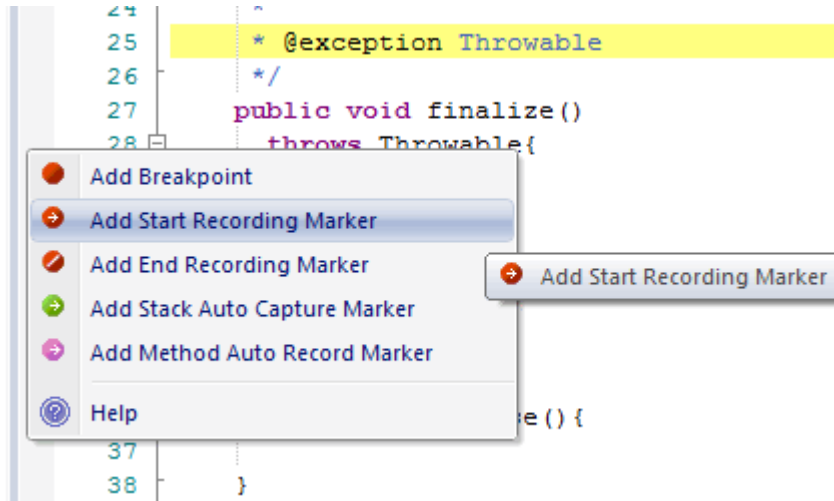 24 *
25 * @exception Throwable
26 */
27 public void finalize()
28 throws Throwable{
Add Breakpoint
Add Start Recording Marker
Add End Recording Marker
Add Start Recording Marker
Add Stack Auto Capture Marker
Add Method Auto Record Marker
Help
e(){
37
38 }